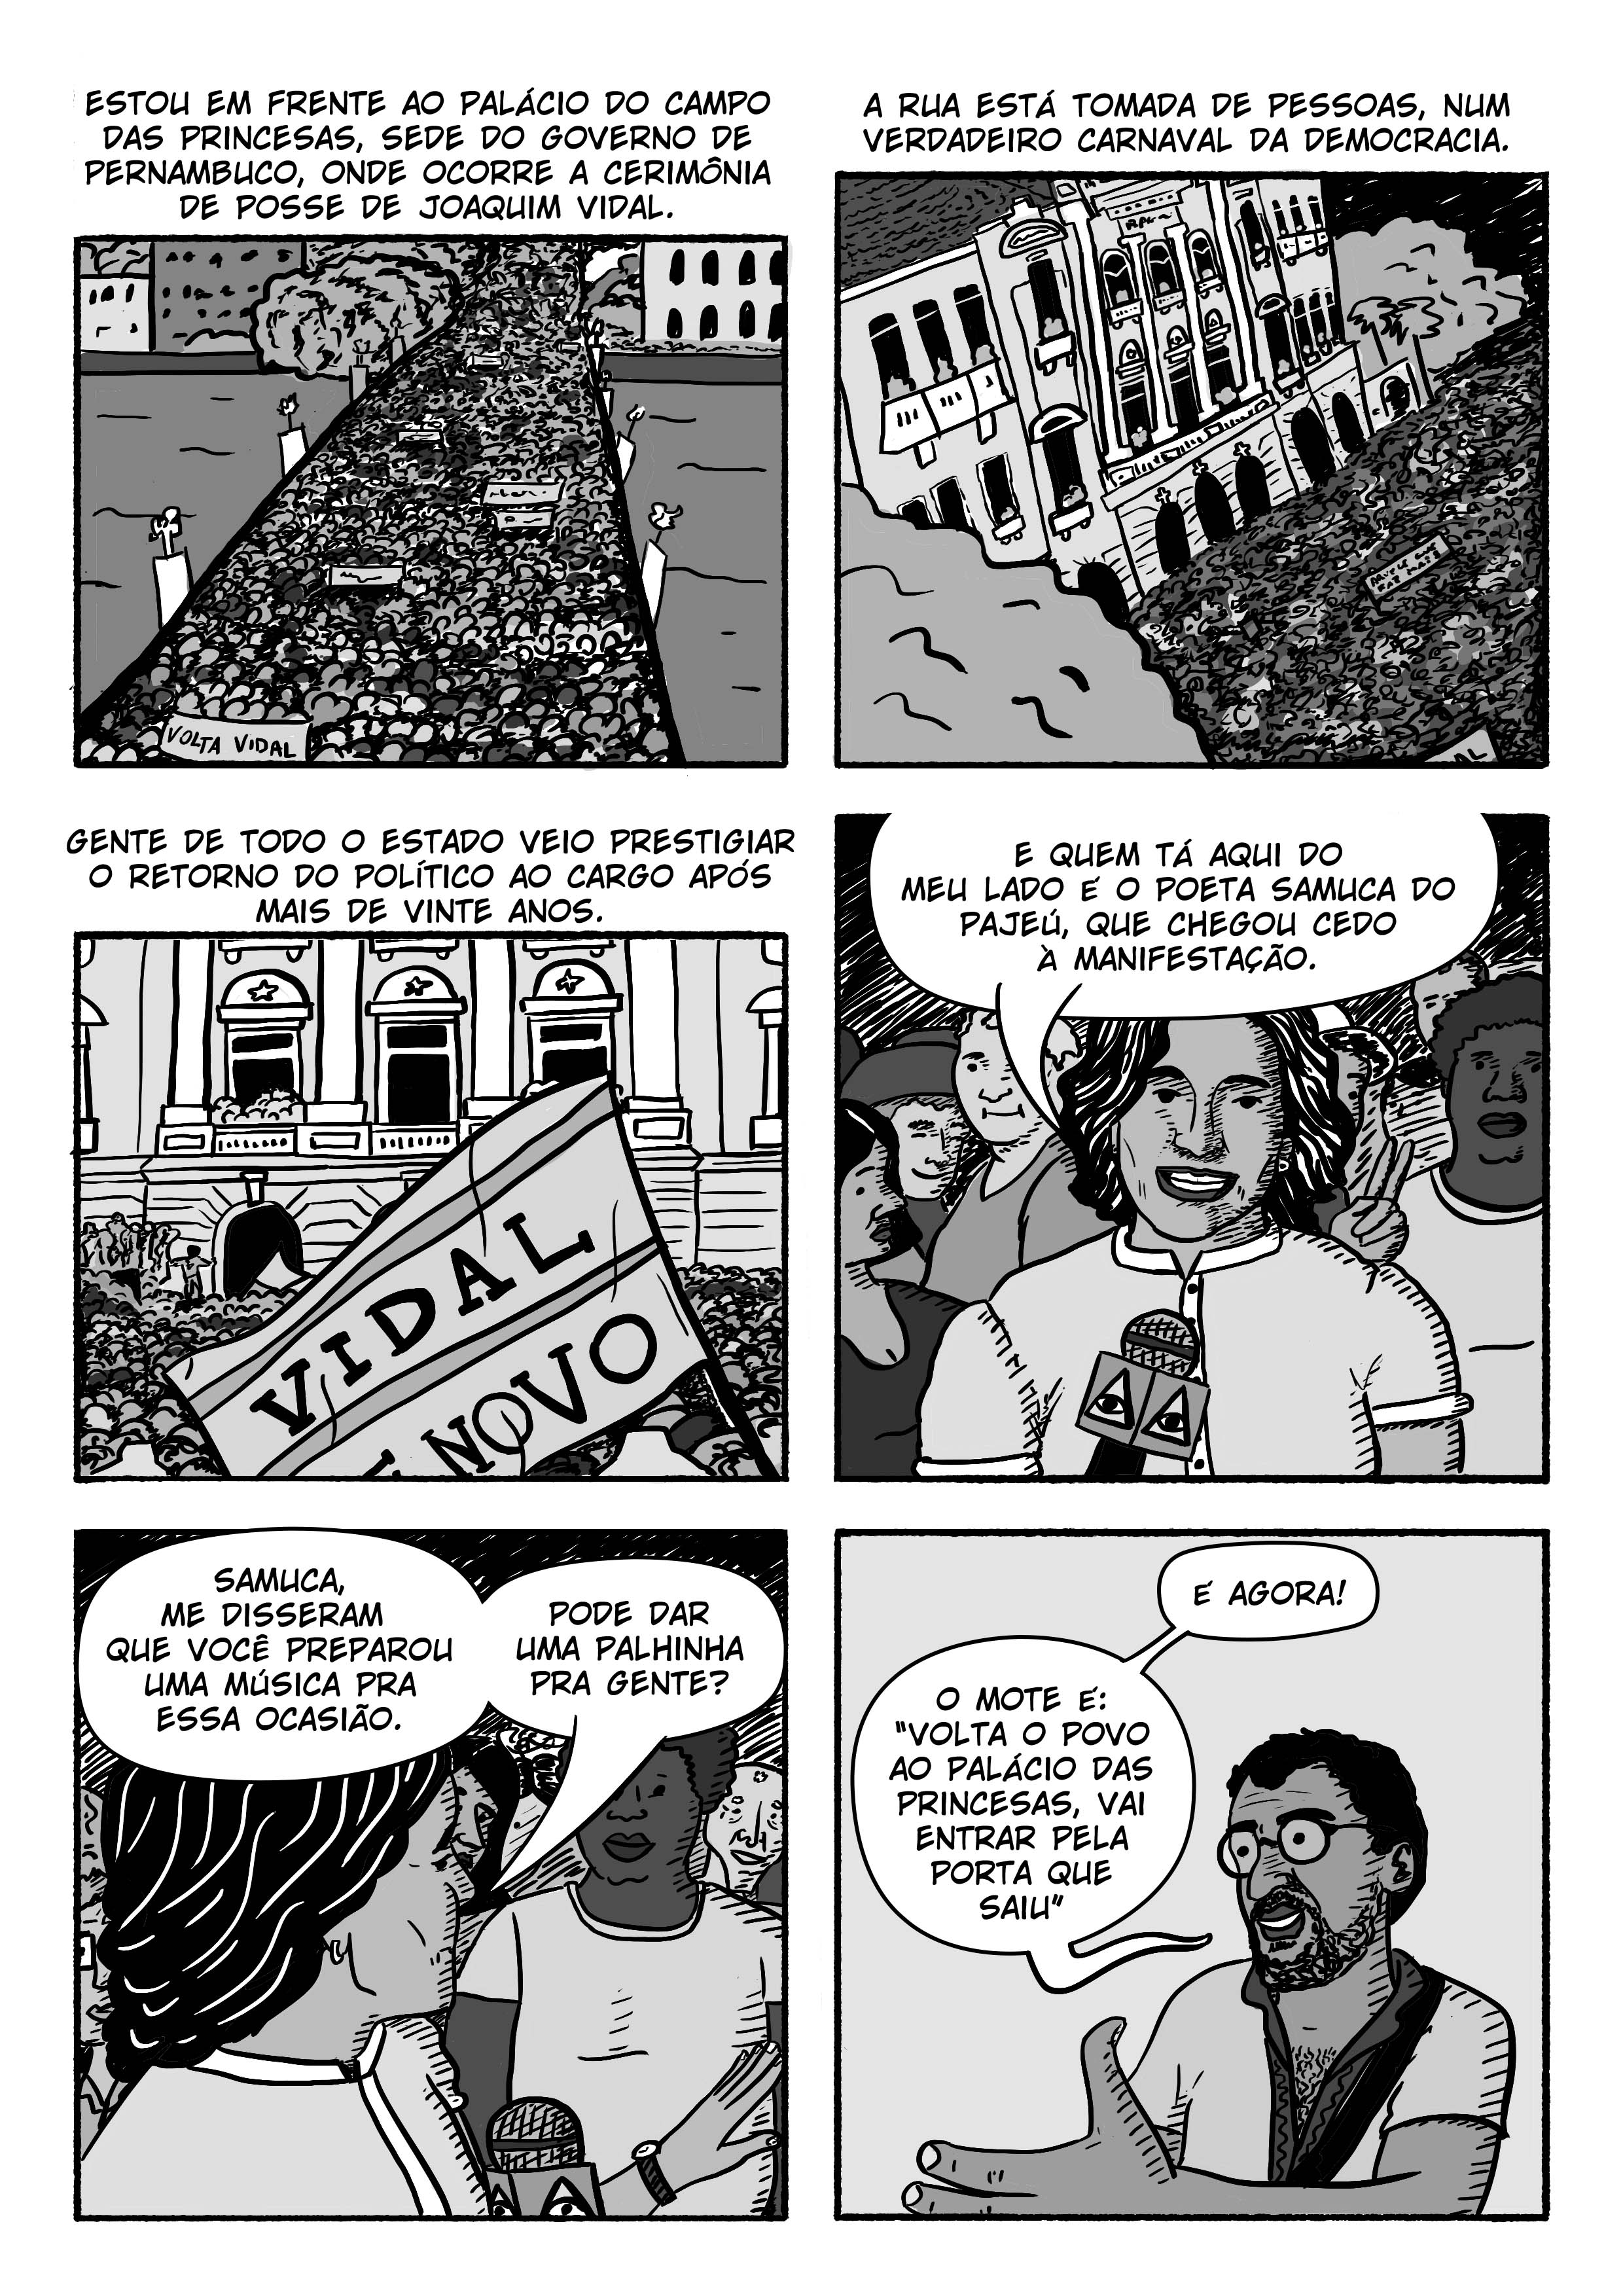 ESTOU EM FRENTE AO PALÁCIO DO CAMPO
DAS PRINCESAS, SEDE DO GOVERNO DE
PERNAMBUCO, ONDE OCORRE A CERIMÔNIA
DE POSSE DE JOAQUIM VIDAL.
VOLTA VIDAL
A RUA ESTÁ TOMADA DE PESSOAS, NUM
VERDADEIRO CARNAVAL DA DEMOCRACIA.
GENTE DE TODO O ESTADO VEIO PRESTIGIAR
O RETORNO DO POLÍTICO AO CARGO APÓS
MAIS DE VINTE ANOS.
VIDAL
NOVO
E QUEM TÁ AQUI DO
MEU LADO É O POETA SAMUCA DO
PAJEÚ, QUE CHEGOU CEDO
À MANIFESTAÇÃO.
SAMUCA,
ME DISSERAM
QUE VOCÊ PREPAROU
UMA MÚSICA PRA
ESSA OCASIÃO.
PODE DAR
UMA PALHINHA
PRA GENTE?
É AGORA!
O MOTE É:
"VOLTA O POVO
AO PALÁCIO DAS
PRINCESAS, VAI
ENTRAR PELA
PORTA QUE
SAIU"